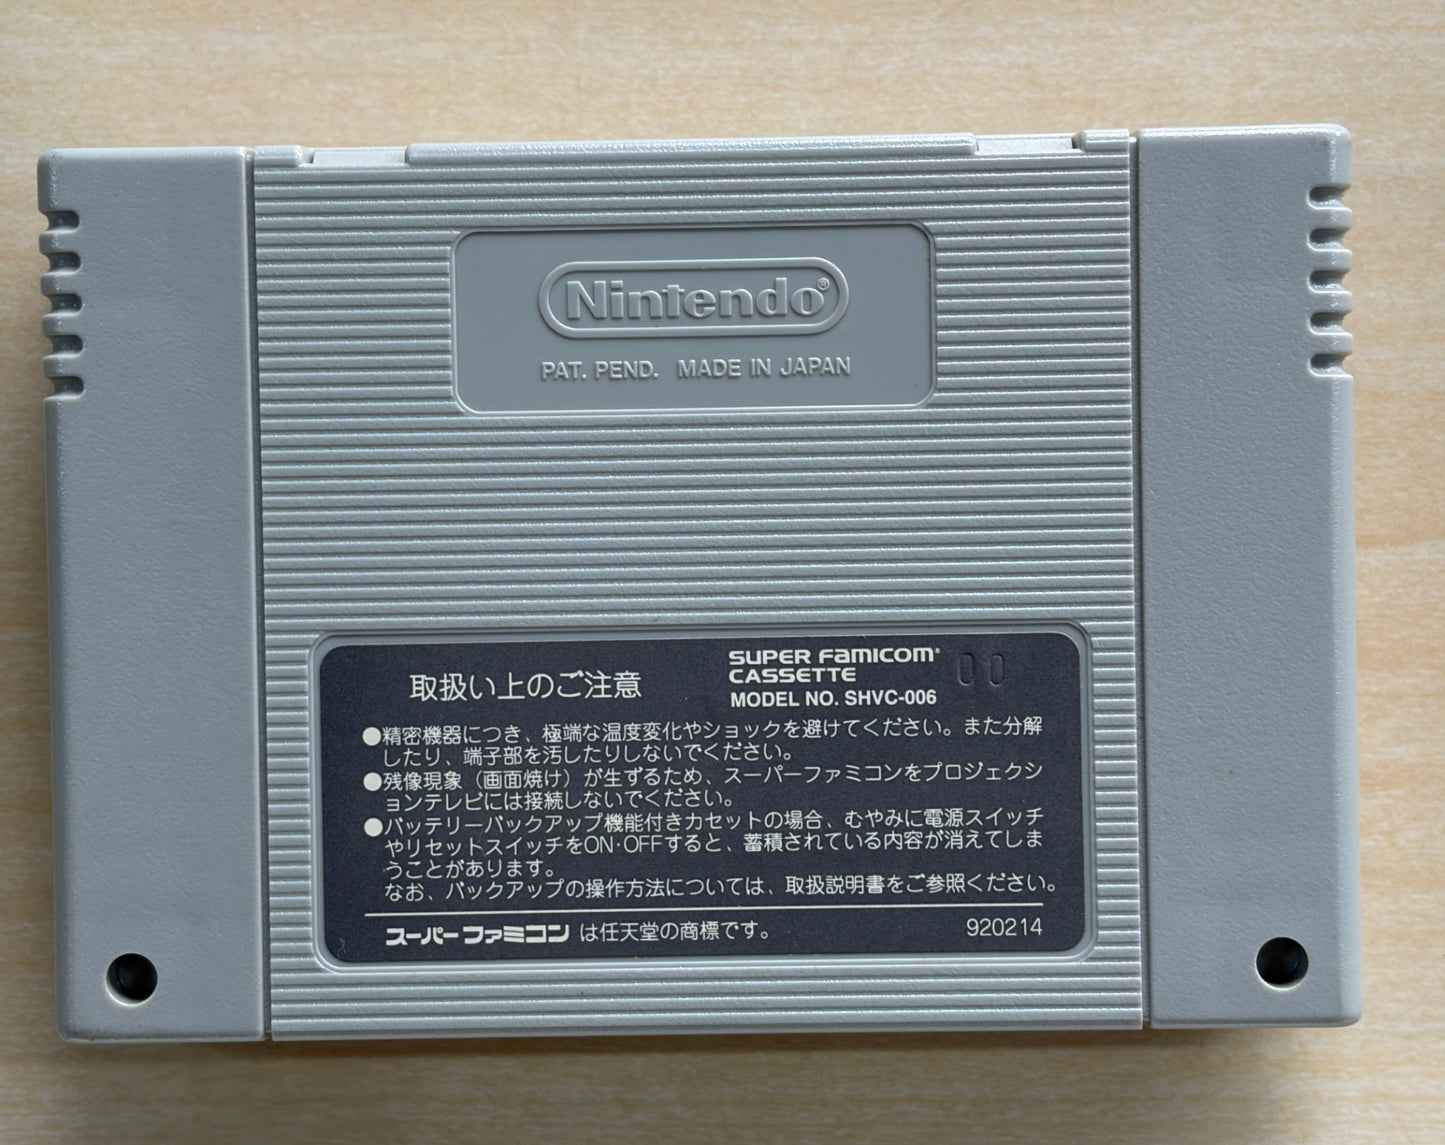 Nintendo®
PAT. PEND. MADE IN JAPAN
取扱い上のご注意
SUPER FAMICOM®
CASSETTE
MODEL NO. SHVC-006
00
●精密機器につき、極端な温度変化やショックを避けてください。また分解
したり、端子部を汚したりしないでください。
●残像現象（画面焼け）が生ずるため、スーパーファミコンをプロジェクシ
ョンテレビには接続しないでください。
●バッテリーバックアップ機能付きカセットの場合、むやみに電源スイッチ
やリセットスイッチをON·OFFすると、蓄積されている内容が消えてしま
うことがあります。
なお、バックアップの操作方法については、取扱説明書をご参照ください。
スーパーファミコン は任天堂の商標です。
920214